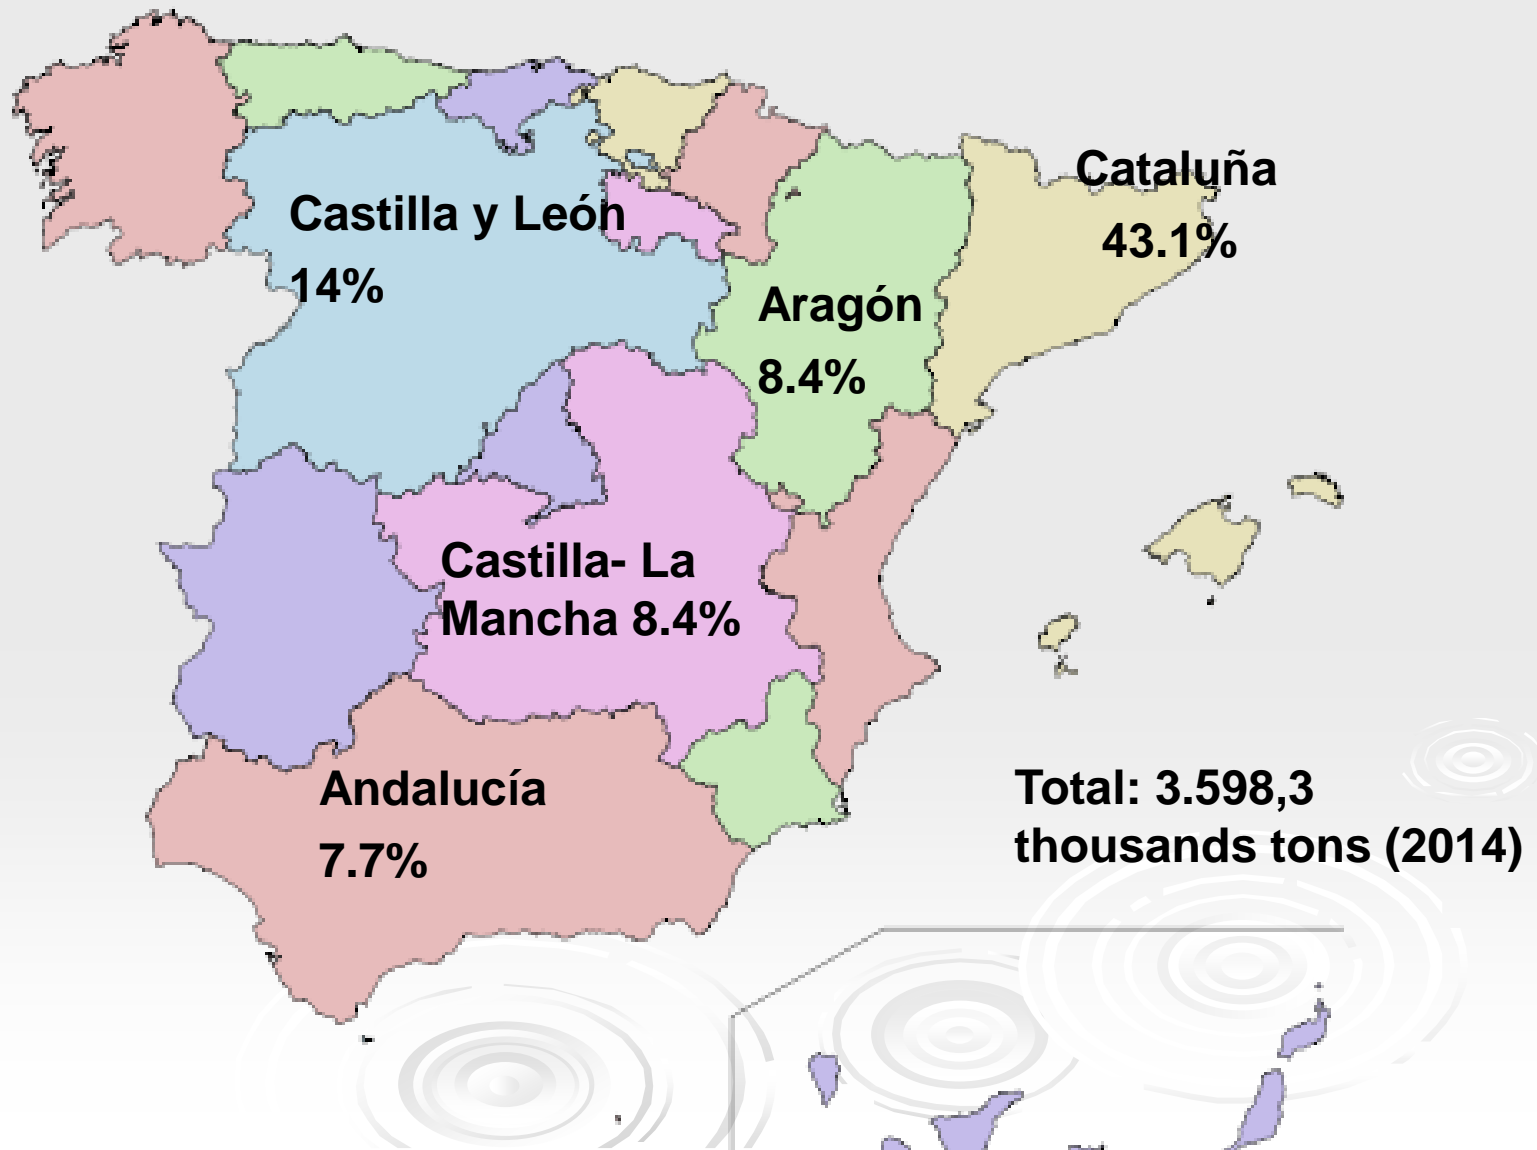 Cataluña
43.1%
Castilla y León
14%
Aragón
8.4%
Castilla- La
Mancha 8.4%
Andalucía
7.7%
Total: 3.598,3
thousands tons (2014)